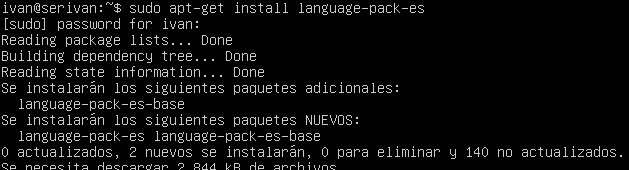 ivan@serivan:~$ sudo apt-get install language-pack-es
[sudo] password for ivan:
Reading package lists... Done
Building dependency tree... Done
Reading state information... Done
Se instalarán los siguientes paquetes adicionales:
  language-pack-es-base
Se instalarán los siguientes paquetes NUEVOS:
  language-pack-es language-pack-es-base
0 actualizados, 2 nuevos se instalarán, 0 para eliminar y 140 no actualizados.
Se necesita descargar 2.844 kB de archivos.